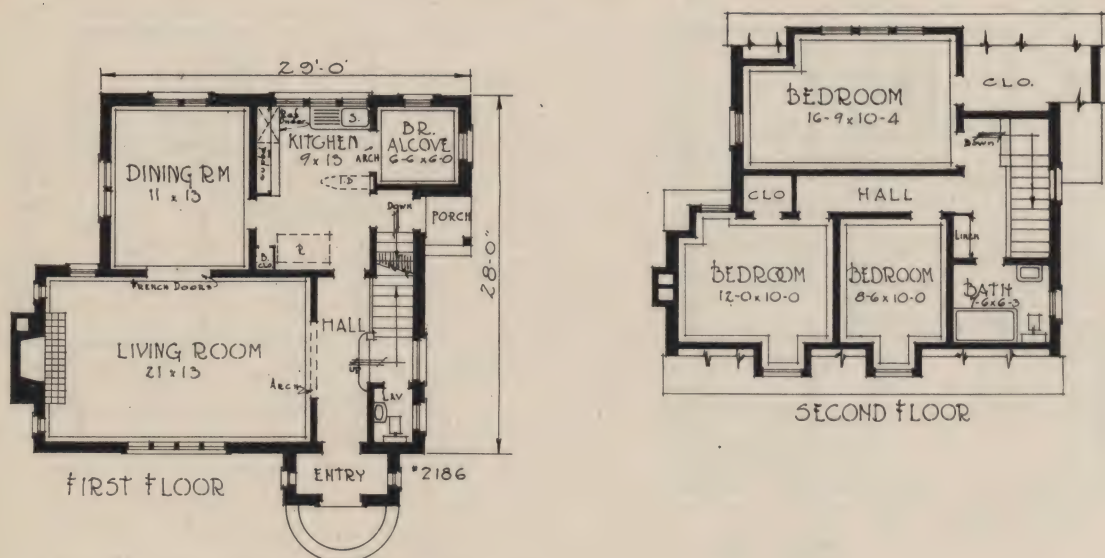 29'-0"
DINING RM
11 x 13
KITCHEN
9 x 13
S.
ARCH
BR.
ALCOVE
6-6 x 6-0
I.B
DOWN
PORCH
28'-0"
B.
CLO
R.
FRENCH DOORS
LIVING ROOM
21 x 13
ARCH
HALL
UP
LAV
ENTRY
#2186
FIRST FLOOR
BEDROOM
16-9 x 10-4
CLO.
DOWN
CLO
HALL
LINEN
BEDROOM
12-0 x 10-0
BEDROOM
8-6 x 10-0
BATH
7-6 x 6-3
SECOND FLOOR